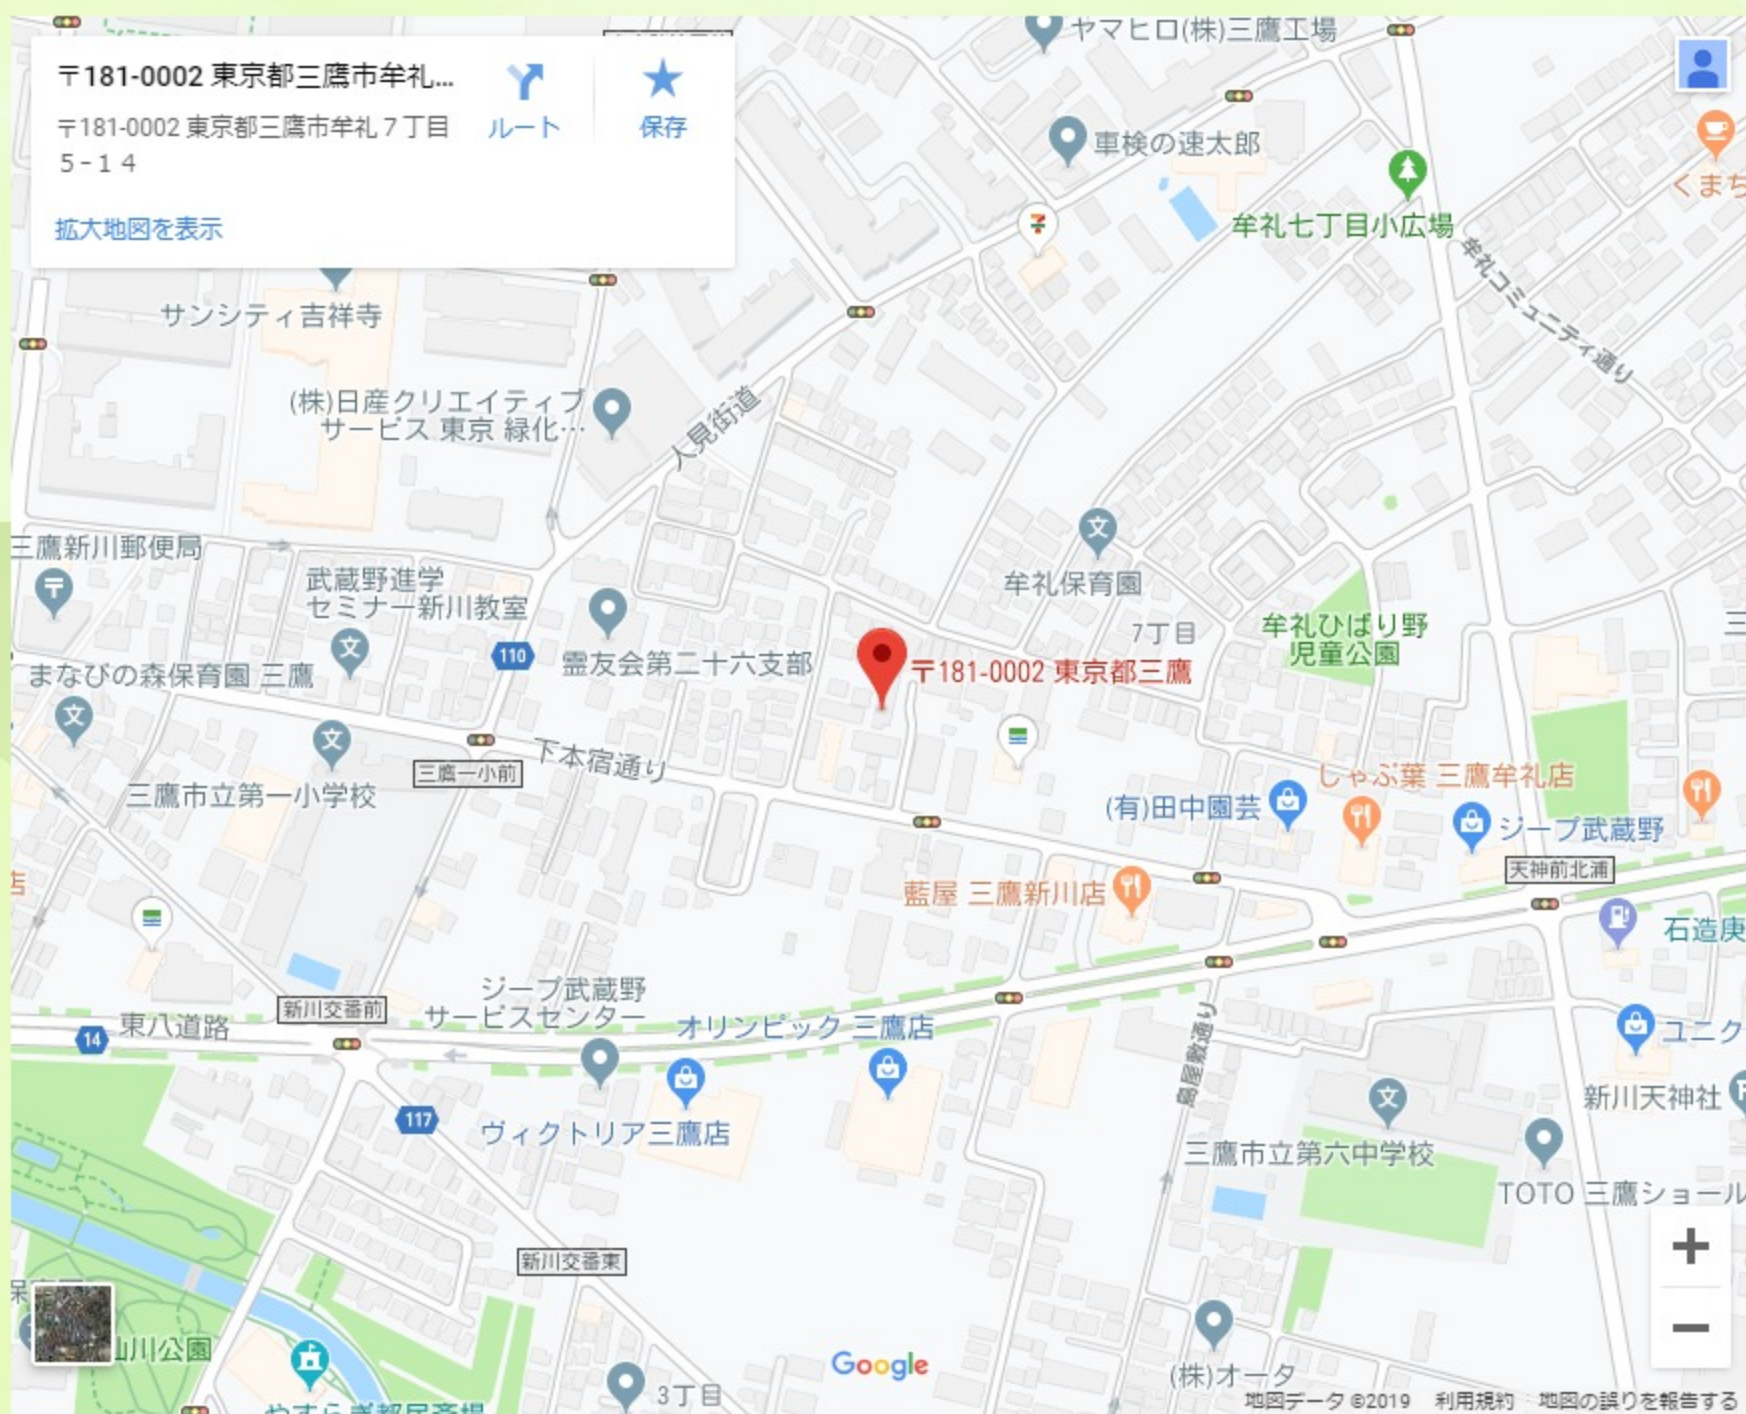 ヤマヒロ(株)三鷹工場
〒181-0002 東京都三鷹市牟礼...
〒181-0002 東京都三鷹市牟礼７丁目
５-１４
ルート
保存
拡大地図を表示
車検の速太郎
くまち
牟礼七丁目小広場
牟礼コミュニティ通り
サンシティ吉祥寺
(株)日産クリエイティブ
サービス 東京 緑化…
人見街道
三鷹新川郵便局
武蔵野進学
セミナー新川教室
牟礼保育園
7丁目
牟礼ひばり野
児童公園
三
110
霊友会第二十六支部
〒181-0002 東京都三鷹
まなびの森保育園 三鷹
下本宿通り
三鷹一小前
三鷹市立第一小学校
しゃぶ葉 三鷹牟礼店
(有)田中園芸
ジープ武蔵野
天神前北浦
店
藍屋 三鷹新川店
石造庚
ジープ武蔵野
サービスセンター
新川交番前
14
東八道路
オリンピック 三鷹店
ユニク
島屋敷通り
新川天神社
117
ヴィクトリア三鷹店
三鷹市立第六中学校
TOTO 三鷹ショール
新川交番東
山川公園
Google
(株)オータ
3丁目
地図データ ©2019
利用規約
地図の誤りを報告する